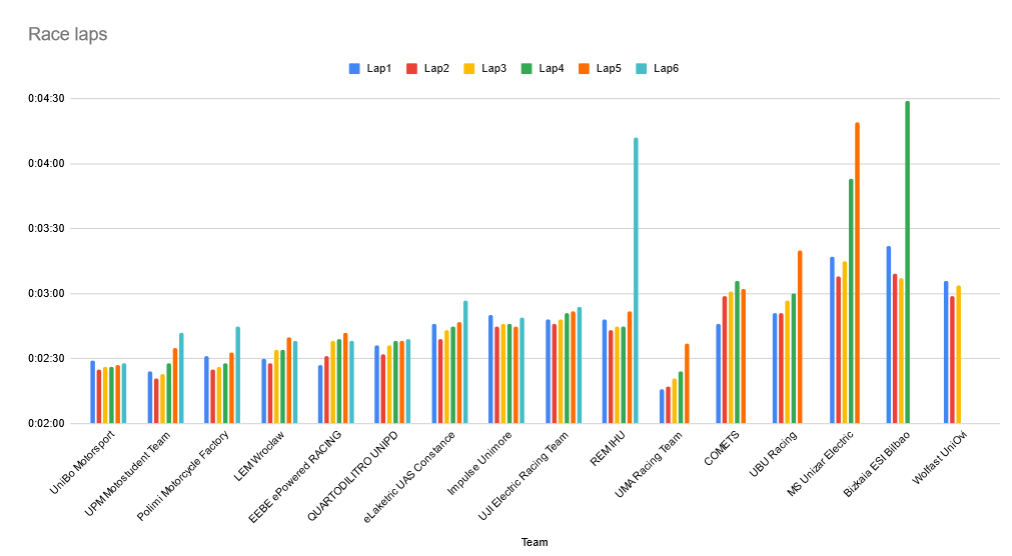 Race laps
Lap1 Lap2 Lap3 Lap4 Lap5 Lap6
0:04:30
0:04:00
0:03:30
0:03:00
0:02:30
0:02:00
UniBo Motorsport
UPM Motostudent Team
Polimi Motorcycle Factory
LEM Wroclaw
EEBE ePowered RACING
QUARTODILITRO UNIPD
eLaketric UAS Constance
Impulse Unimore
UJI Electric Racing Team
REM IHU
UMA Racing Team
COMETS
UBU Racing
MS Unizar Electric
Bizkaia ESI Bilbao
Wolfast UniOvi
Team